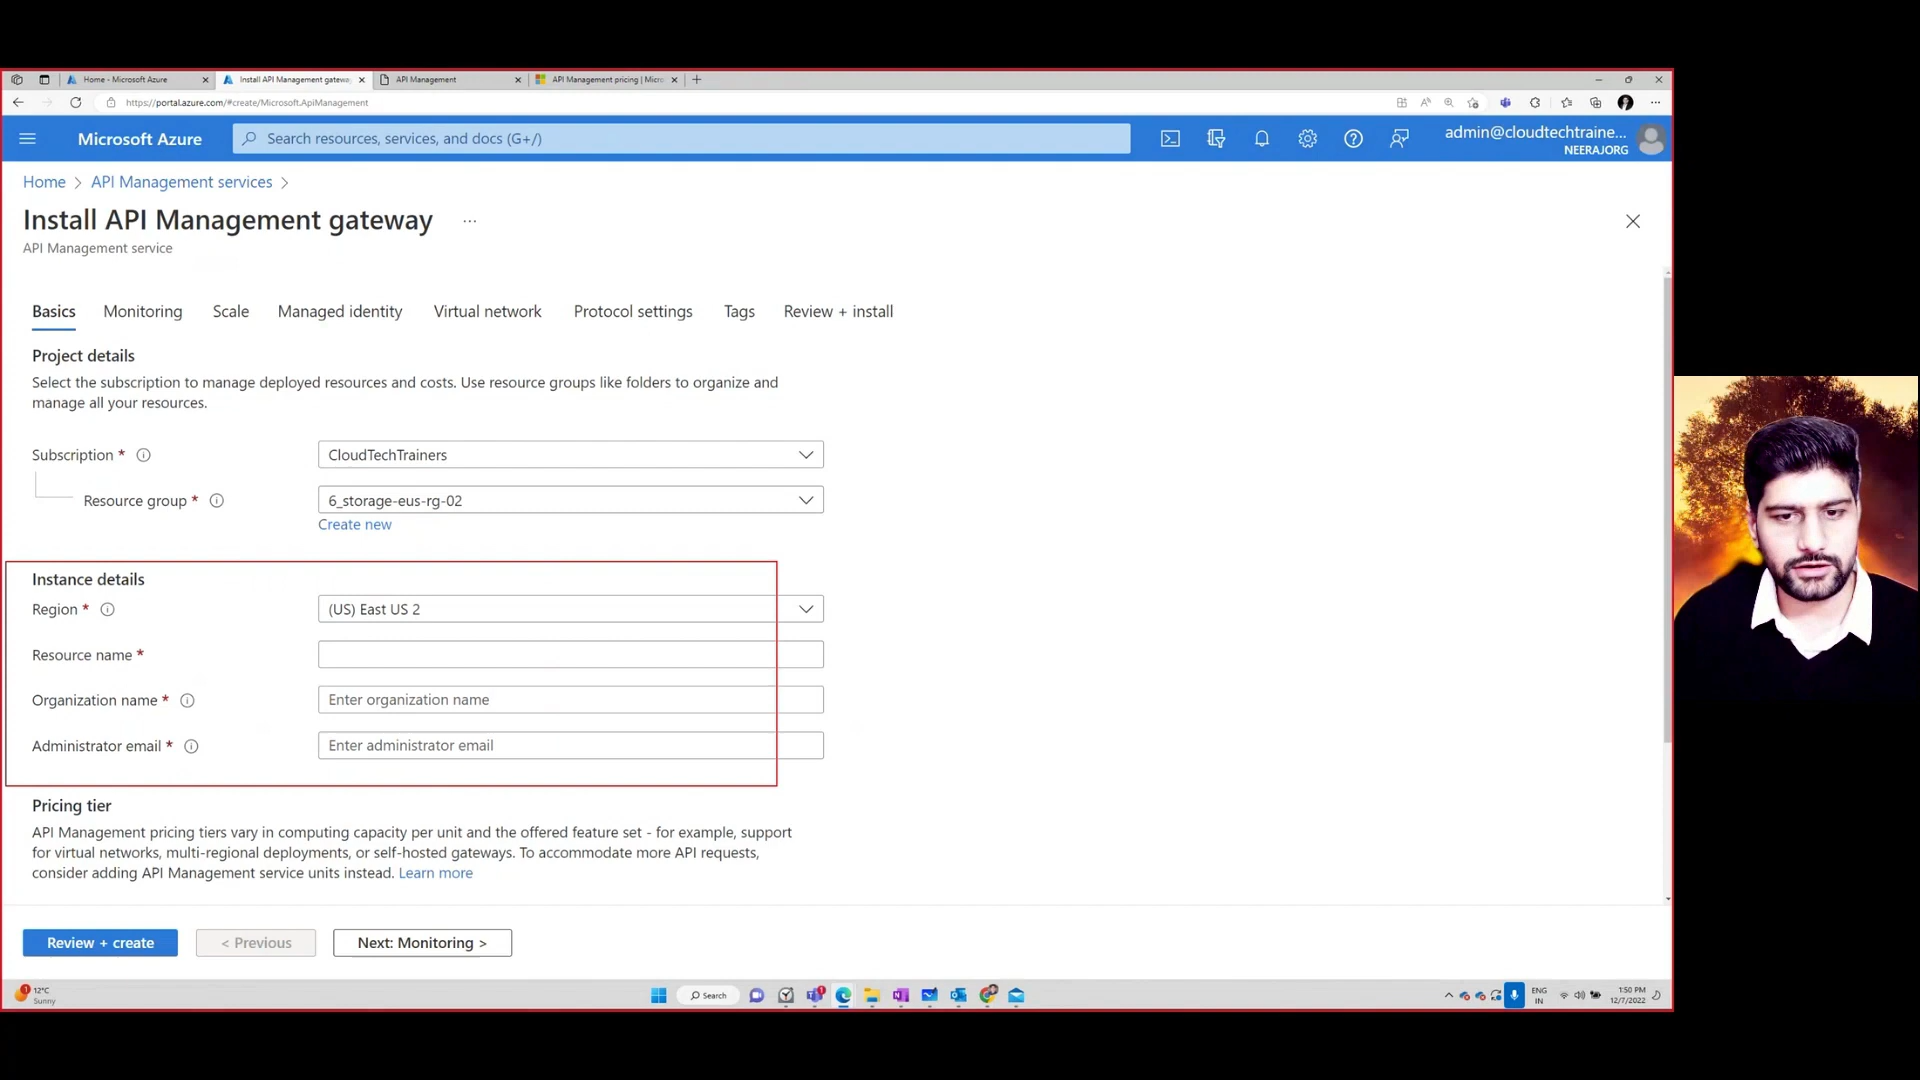 Home - Microsoft Azure
Install API Management gateway
API Management
API Management pricing | Micro
https://portal.azure.com/#create/Microsoft.ApiManagement
Microsoft Azure
Search resources, services, and docs (G+/)
admin@cloudtechtraine...
NEERAJORG
Home > API Management services >
Install API Management gateway ...
API Management service
Basics Monitoring Scale Managed identity Virtual network Protocol settings Tags Review + install
Project details
Select the subscription to manage deployed resources and costs. Use resource groups like folders to organize and
manage all your resources.
Subscription *
CloudTechTrainers
Resource group *
6_storage-eus-rg-02
Create new
Instance details
Region *
(US) East US 2
Resource name *
Organization name *
Enter organization name
Administrator email *
Enter administrator email
Pricing tier
API Management pricing tiers vary in computing capacity per unit and the offered feature set - for example, support
for virtual networks, multi-regional deployments, or self-hosted gateways. To accommodate more API requests,
consider adding API Management service units instead. Learn more
Review + create
< Previous
Next: Monitoring >
12°C
Sunny
Search
ENG
IN
1:50 PM
12/7/2022